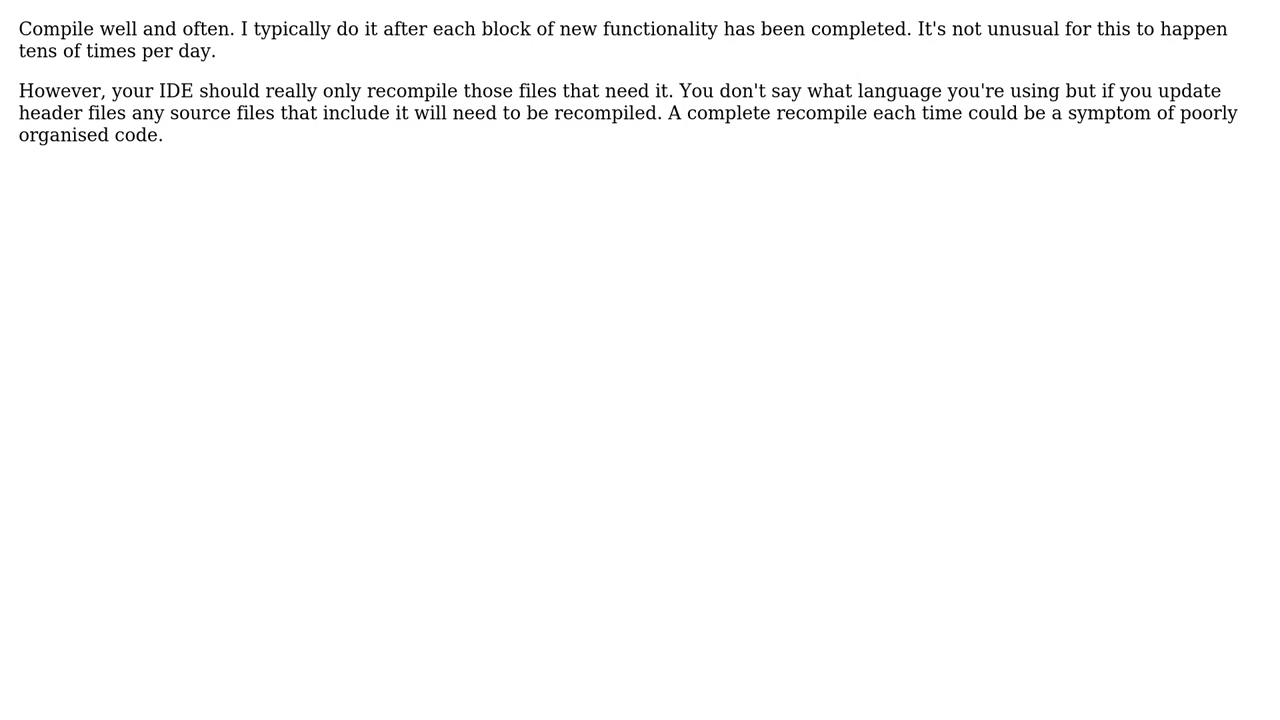 Compile well and often. I typically do it after each block of new functionality has been completed. It's not unusual for this to happen
tens of times per day.
However, your IDE should really only recompile those files that need it. You don't say what language you're using but if you update
header files any source files that include it will need to be recompiled. A complete recompile each time could be a symptom of poorly
organised code.